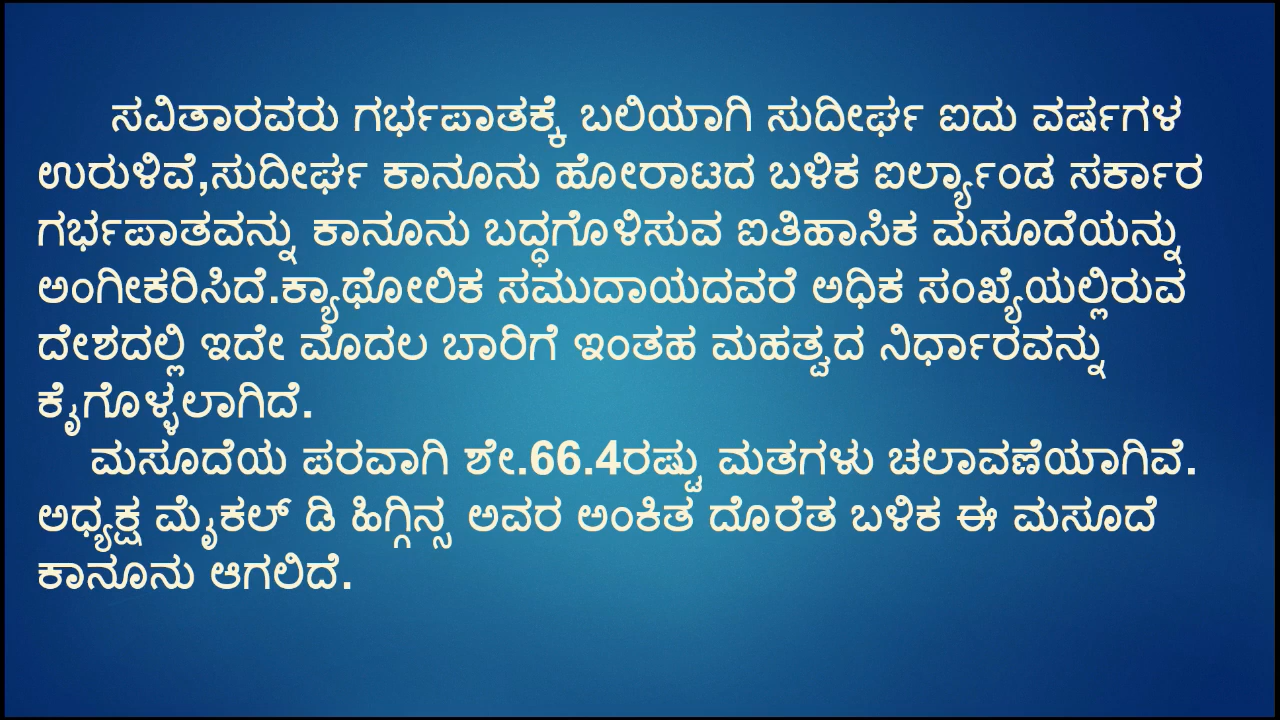 ಸವಿತಾರವರು ಗರ್ಭಪಾತಕ್ಕೆ ಬಲಿಯಾಗಿ ಸುದೀರ್ಘ ಐದು ವರ್ಷಗಳ
ಉರುಳಿವೆ,ಸುದೀರ್ಘ ಕಾನೂನು ಹೋರಾಟದ ಬಳಿಕ ಐರ್ಲ್ಯಾಂಡ ಸರ್ಕಾರ
ಗರ್ಭಪಾತವನ್ನು ಕಾನೂನು ಬದ್ಧಗೊಳಿಸುವ ಐತಿಹಾಸಿಕ ಮಸೂದೆಯನ್ನು
ಅಂಗೀಕರಿಸಿದೆ.ಕ್ಯಾಥೋಲಿಕ ಸಮುದಾಯದವರೆ ಅಧಿಕ ಸಂಖ್ಯೆಯಲ್ಲಿರುವ
ದೇಶದಲ್ಲಿ ಇದೇ ಮೊದಲ ಬಾರಿಗೆ ಇಂತಹ ಮಹತ್ವದ ನಿರ್ಧಾರವನ್ನು
ಕೈಗೊಳ್ಳಲಾಗಿದೆ.
ಮಸೂದೆಯ ಪರವಾಗಿ ಶೇ.66.4ರಷ್ಟು ಮತಗಳು ಚಲಾವಣೆಯಾಗಿವೆ.
ಅಧ್ಯಕ್ಷ ಮೈಕಲ್ ಡಿ ಹಿಗ್ಗಿನ್ಸ ಅವರ ಅಂಕಿತ ದೊರೆತ ಬಳಿಕ ಈ ಮಸೂದೆ
ಕಾನೂನು ಆಗಲಿದೆ.